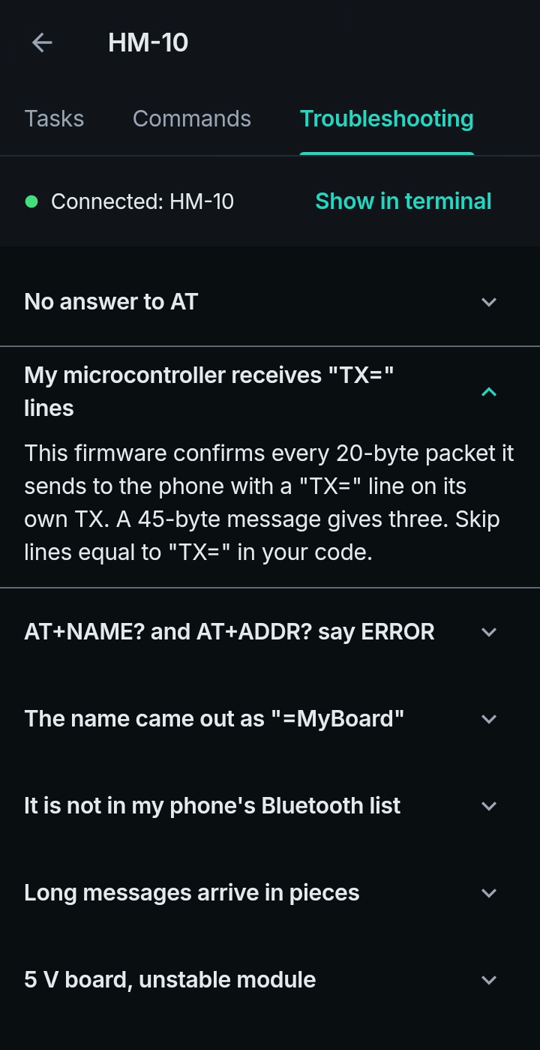 HM-10
Tasks
Commands
Troubleshooting
Connected: HM-10
Show in terminal
No answer to AT
My microcontroller receives "TX="
lines
This firmware confirms every 20-byte packet it
sends to the phone with a "TX=" line on its
own TX. A 45-byte message gives three. Skip
lines equal to "TX=" in your code.
AT+NAME? and AT+ADDR? say ERROR
The name came out as "=MyBoard"
It is not in my phone's Bluetooth list
Long messages arrive in pieces
5 V board, unstable module